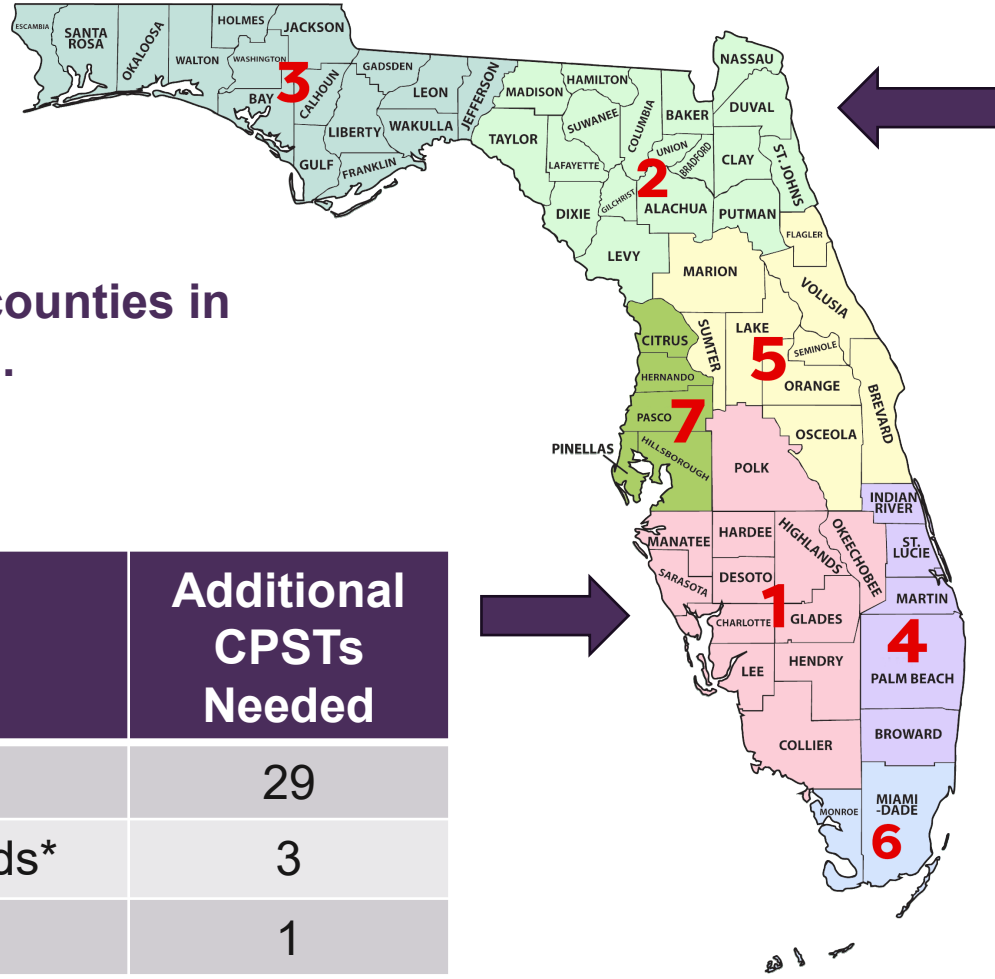 counties in
.
Additional
CPSTs
Needed
29
ds*
3
1
ESCAMBIA
SANTA
ROSA
OKALOOSA
WALTON
HOLMES
WASHINGTON
JACKSON
BAY
3
CALHOUN
GULF
GADSDEN
LIBERTY
FRANKLIN
LEON
WAKULLA
JEFFERSON
MADISON
TAYLOR
HAMILTON
SUWANEE
LAFAYETTE
DIXIE
COLUMBIA
2
GILCHRIST
BAKER
UNION
BRADFORD
ALACHUA
LEVY
NASSAU
DUVAL
CLAY
ST. JOHNS
PUTMAN
FLAGLER
MARION
VOLUSIA
CITRUS
SUMTER
LAKE
5
SEMINOLE
ORANGE
HERNANDO
PASCO
7
PINELLAS
HILLSBOROUGH
OSCEOLA
BREVARD
POLK
INDIAN
RIVER
MANATEE
HARDEE
HIGHLANDS
OKEECHOBEE
ST.
LUCIE
SARASOTA
DESOTO
1
MARTIN
CHARLOTTE
GLADES
4
PALM BEACH
LEE
HENDRY
BROWARD
COLLIER
MONROE
MIAMI
-DADE
6